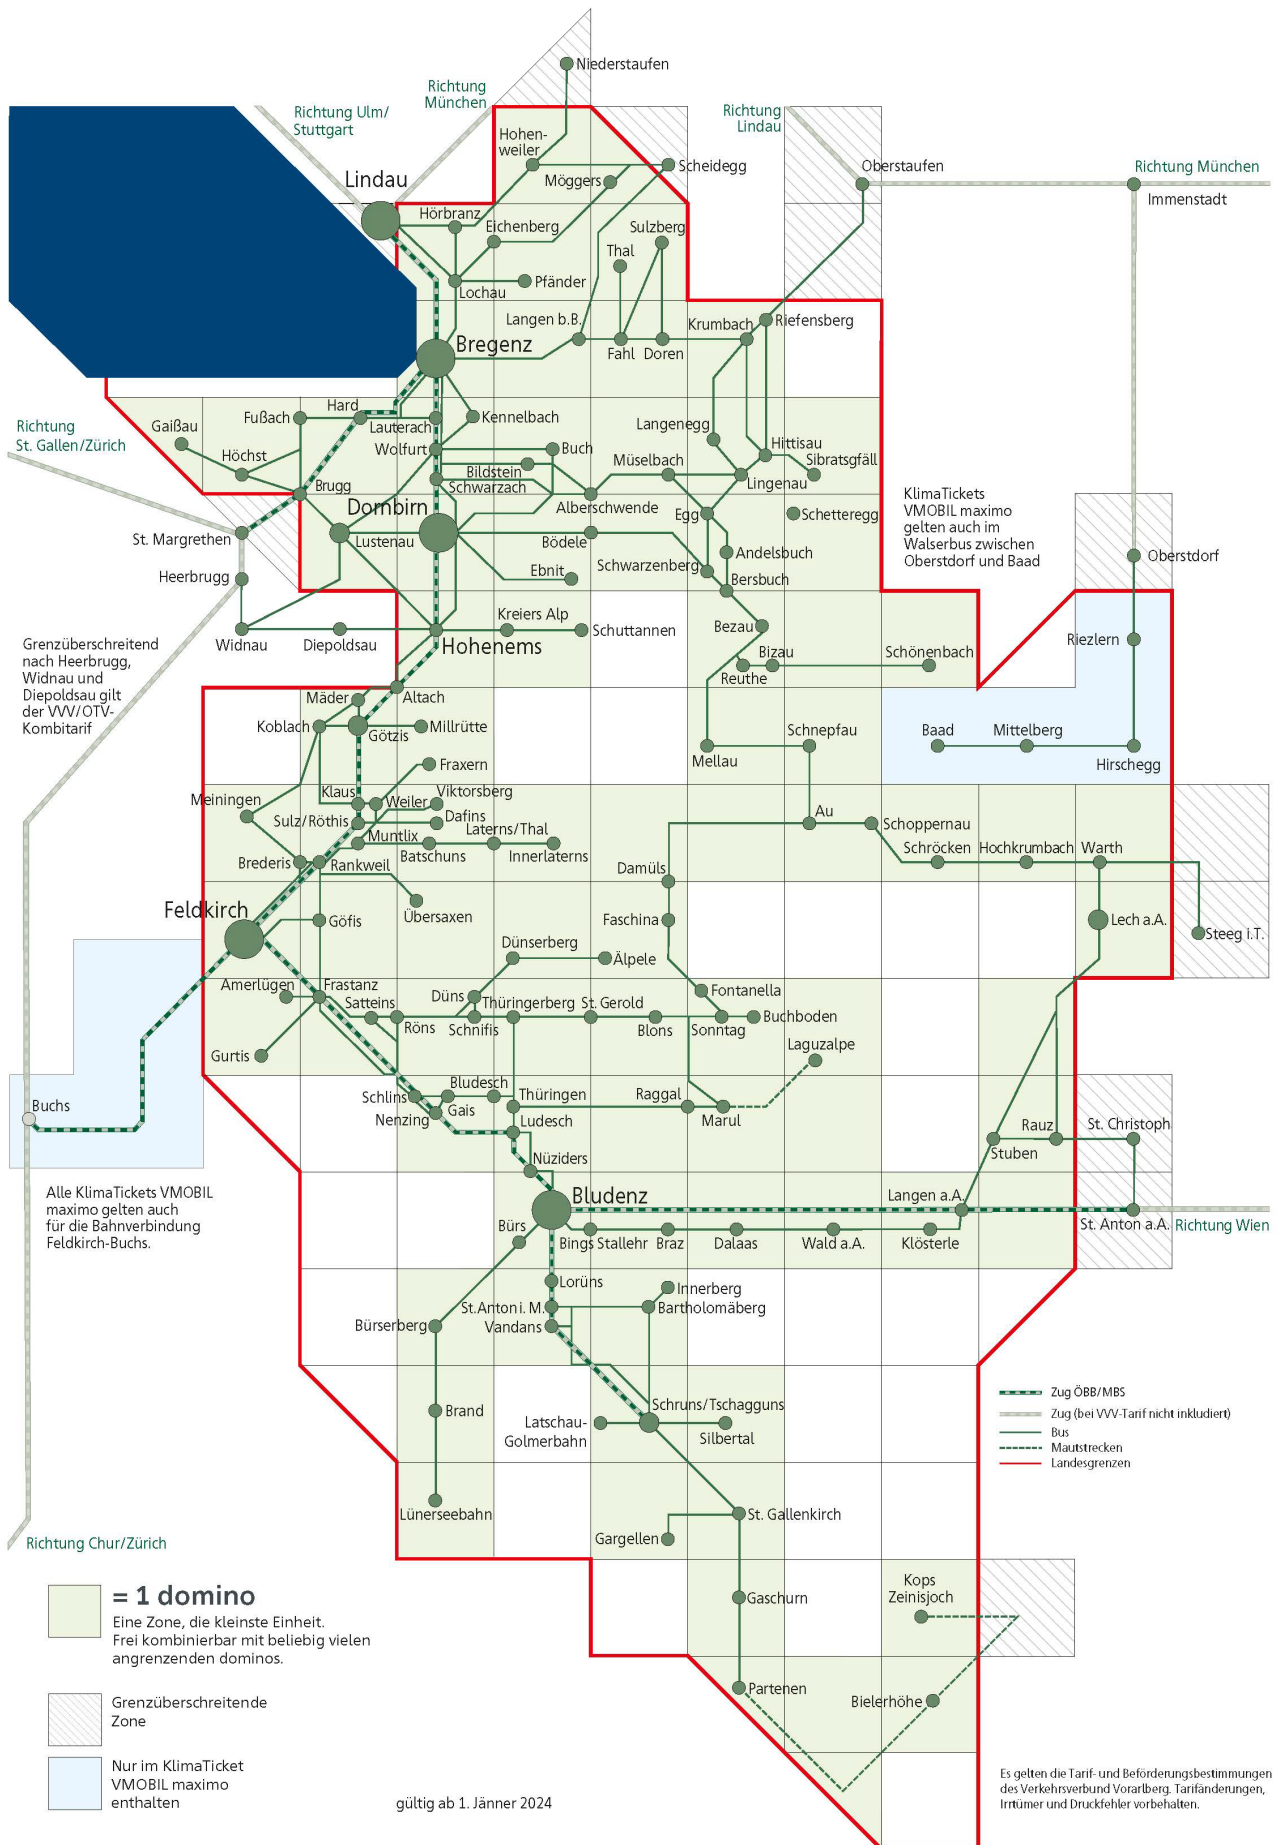 Niederstaufen
Richtung
München
Richtung Ulm/
Stuttgart
Richtung
Lindau
Hohen-
weiler
Möggers
Scheidegg
Oberstaufen
Richtung München
Immenstadt
Lindau
Hörbranz
Eichenberg
Sulzberg
Thal
Pfänder
Lochau
Langen b.B.
Krumbach
Riefensberg
Bregenz
Fahl
Doren
Richtung
St. Gallen/Zürich
Gaißau
Fußach
Hard
Lauterach
Kennelbach
Langenegg
Höchst
Wolfurt
Buch
Hittisau
Bildstein
Müselbach
Sibratsgfäll
Brugg
Schwarzach
Lingenau
Alberschwende
KlimaTickets
VMOBIL maximo
gelten auch im
Walserbus zwischen
Oberstdorf und Baad
Dornbirn
Egg
Schetteregg
St. Margrethen
Lustenau
Bödele
Andelsbuch
Oberstdorf
Heerbrugg
Ebnit
Schwarzenberg
Bersbuch
Kreiers Alp
Widnau
Diepoldsau
Hohenems
Schuttannen
Bezau
Riezlern
Grenzüberschreitend
nach Heerbrugg,
Widnau und
Diepoldsau gilt
der VVV/OTV-
Kombitarif
Bizau
Reuthe
Schönenbach
Mäder
Altach
Koblach
Götzis
Millrütte
Mellau
Schnepfau
Baad
Mittelberg
Hirschegg
Fraxern
Meiningen
Klaus
Weiler
Viktorsberg
Sulz/Röthis
Dafins
Muntlix
Laterns/Thal
Au
Schoppernau
Brederis
Rankweil
Batschuns
Innerlaterns
Schröcken
Hochkrumbach
Warth
Damüls
Feldkirch
Übersaxen
Göfis
Faschina
Lech a.A.
Steeg i.T.
Dünserberg
Älpele
Amerlügen
Frastanz
Satteins
Düns
Thüringerberg
St. Gerold
Fontanella
Röns
Schnifis
Blons
Sonntag
Buchboden
Gurtis
Laguzalpe
Buchs
Bludesch
Schlins
Gais
Thüringen
Raggal
Marul
Nenzing
Ludesch
Rauz
St. Christoph
Stuben
Nüziders
Alle KlimaTickets VMOBIL
maximo gelten auch
für die Bahnverbindung
Feldkirch-Buchs.
Bludenz
Langen a.A.
St. Anton a.A.
Richtung Wien
Bürs
Bings
Stallehr
Braz
Dalaas
Wald a.A.
Klösterle
Lorüns
Innerberg
St. Anton i. M.
Bartholomäberg
Bürserberg
Vandans
Brand
Schruns/Tschagguns
Latschau-
Golmerbahn
Silbertal
Zug ÖBB/MBS
Zug (bei VVV-Tarif nicht inkludiert)
Bus
Mautstrecken
Landesgrenzen
Lünerseebahn
St. Gallenkirch
Gargellen
Richtung Chur/Zürich
= 1 domino
Eine Zone, die kleinste Einheit.
Frei kombinierbar mit beliebig vielen
angrenzenden dominos.
Kops
Zeinisjoch
Gaschurn
Partenen
Bielerhöhe
Grenzüberschreitende
Zone
Nur im KlimaTicket
VMOBIL maximo
enthalten
gültig ab 1. Jänner 2024
Es gelten die Tarif- und Beförderungsbestimmungen
des Verkehrsverbund Vorarlberg. Tarifänderungen,
Irrtümer und Druckfehler vorbehalten.